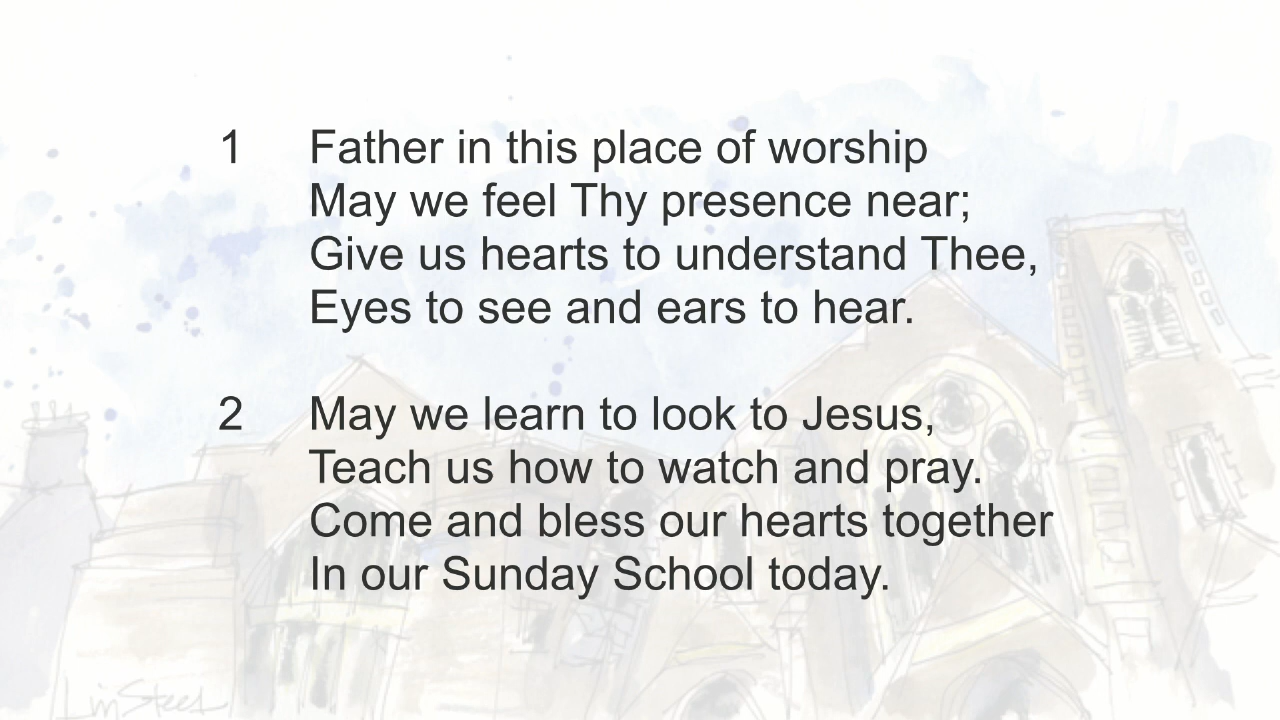 1 Father in this place of worship
May we feel Thy presence near;
Give us hearts to understand Thee,
Eyes to see and ears to hear.
2 May we learn to look to Jesus,
Teach us how to watch and pray.
Come and bless our hearts together
In our Sunday School today.